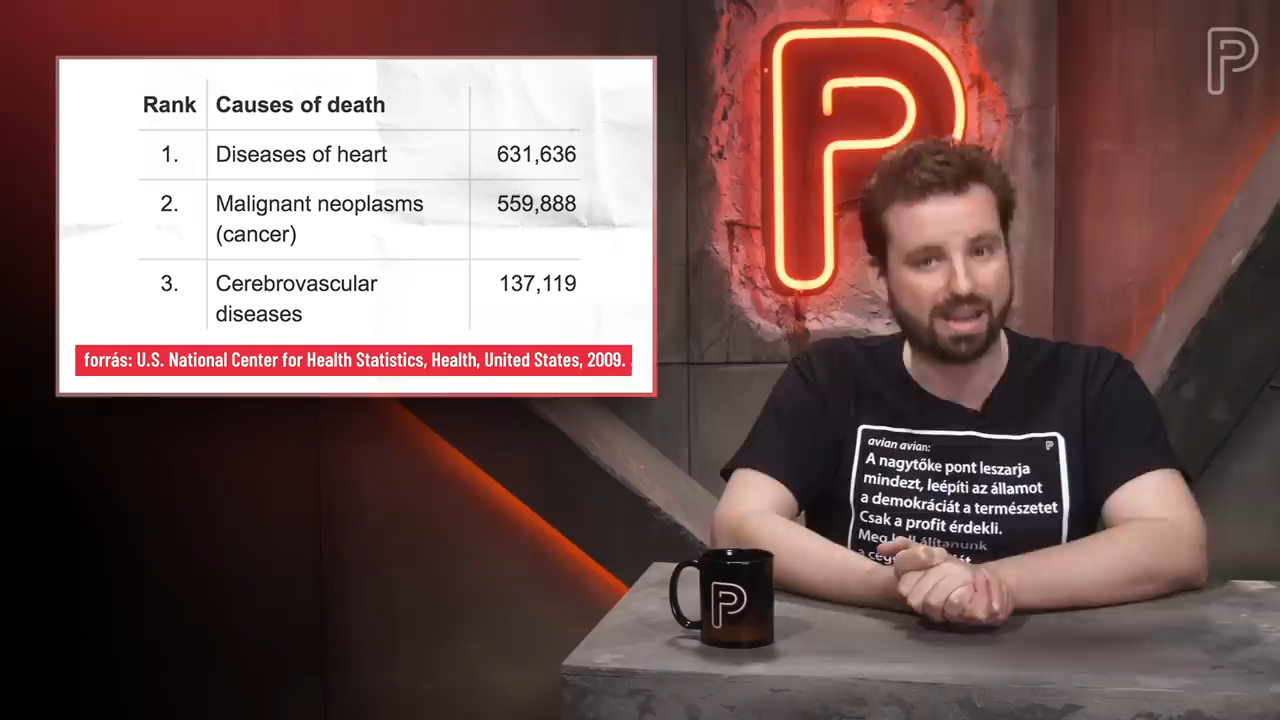 Rank Causes of death
1. Diseases of heart 631,636
2. Malignant neoplasms 559,888
(cancer)
3. Cerebrovascular 137,119
diseases
forrás: U.S. National Center for Health Statistics, Health, United States, 2009.
P
P
avian avian: P
A nagytőke pont leszarja
mindezt, leépíti az államot
a demokráciát a természetet
Csak a profit érdekli.
Meg
P